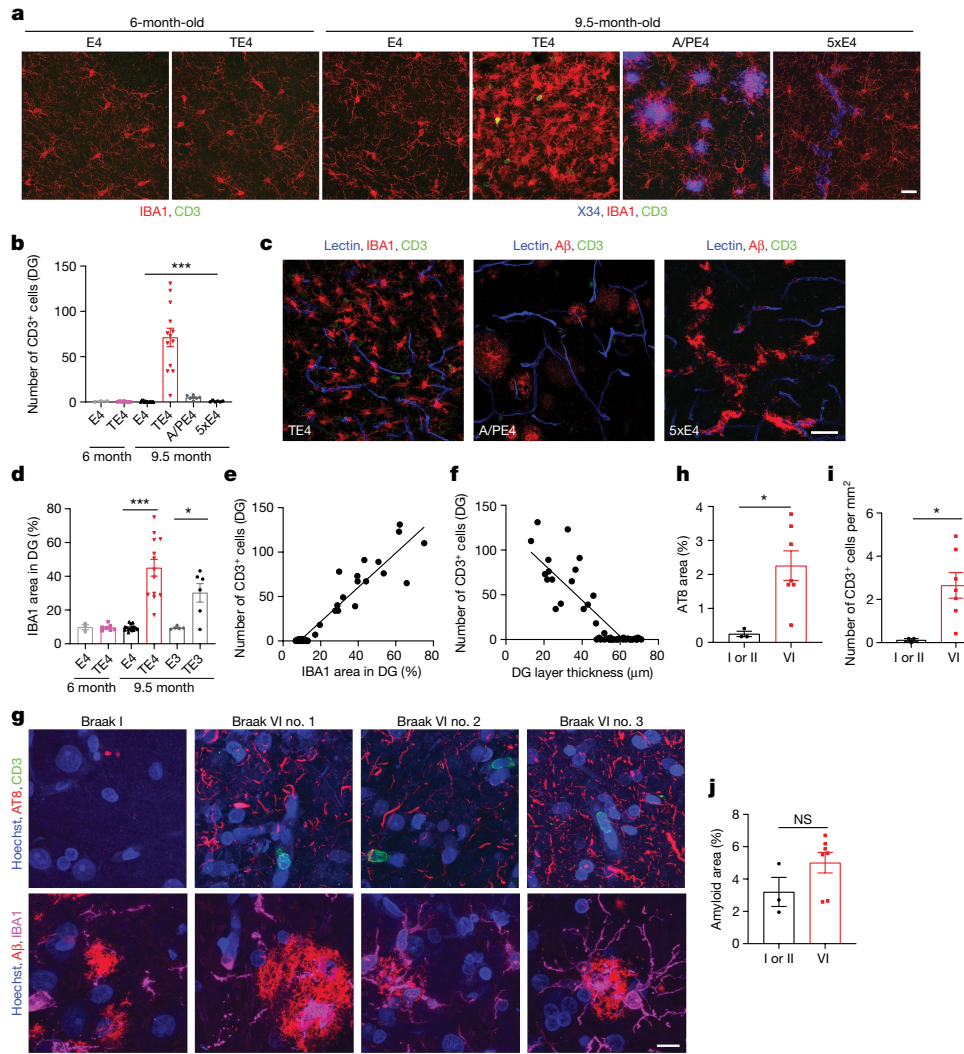 a
6-month-old 9.5-month-old
E4 TE4 E4 TE4 A/PE4 5xE4
IBA1, CD3 X34, IBA1, CD3
b
Number of CD3⁺ cells (DG)
150
100
50
0
***
E4 TE4 E4 TE4 A/PE4 5xE4
6 month 9.5 month
c
Lectin, IBA1, CD3 Lectin, Aβ, CD3 Lectin, Aβ, CD3
TE4 A/PE4 5xE4
d
IBA1 area in DG (%)
80
60
40
20
0
*** *
E4 TE4 E4 TE4 E3 TE3
6 month 9.5 month
e
Number of CD3⁺ cells (DG)
150
100
50
0
0 20 40 60 80
IBA1 area in DG (%)
f
Number of CD3⁺ cells (DG)
150
100
50
0
0 20 40 60 80
DG layer thickness (μm)
h
AT8 area (%)
4
3
2
1
0
*
I or II VI
i
Number of CD3⁺ cells per mm²
6
4
2
0
*
I or II VI
g
Braak I Braak VI no. 1 Braak VI no. 2 Braak VI no. 3
Hoechst, AT8, CD3
Hoechst, Aβ, IBA1
j
Amyloid area (%)
8
6
4
2
0
NS
I or II VI